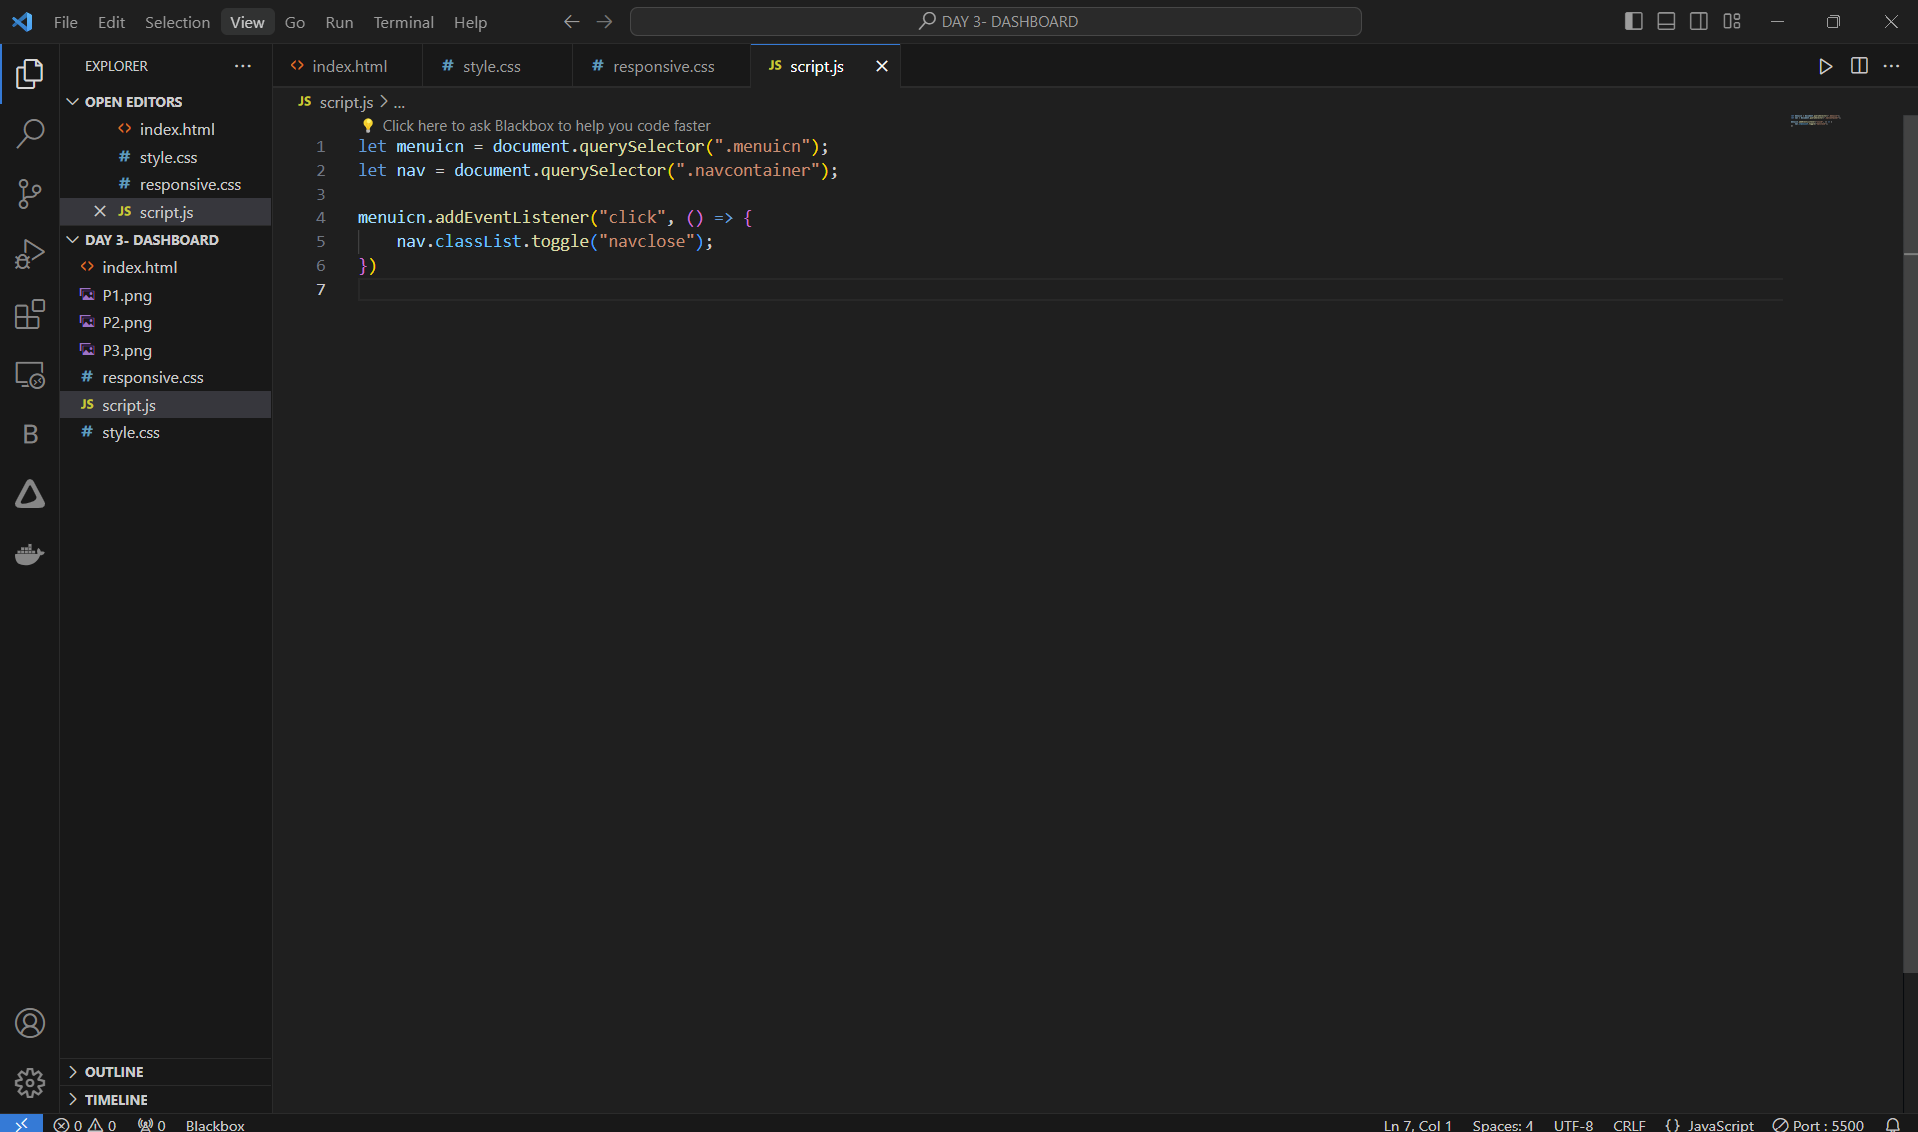 File Edit Selection View Go Run Terminal Help
DAY 3- DASHBOARD
EXPLORER
OPEN EDITORS
index.html
# style.css
# responsive.css
JS script.js
DAY 3- DASHBOARD
index.html
P1.png
P2.png
P3.png
# responsive.css
JS script.js
# style.css
B
OUTLINE
TIMELINE
<> index.html
# style.css
# responsive.css
JS script.js
JS script.js > ...
Click here to ask Blackbox to help you code faster
1 let menuicn = document.querySelector(".menuicn");
2 let nav = document.querySelector(".navcontainer");
3
4 menuicn.addEventListener("click", () => {
5     nav.classList.toggle("navclose");
6 })
7
0 0 0 Blackbox
Ln 7, Col 1 Spaces: 4 UTF-8 CRLF {} JavaScript Port : 5500